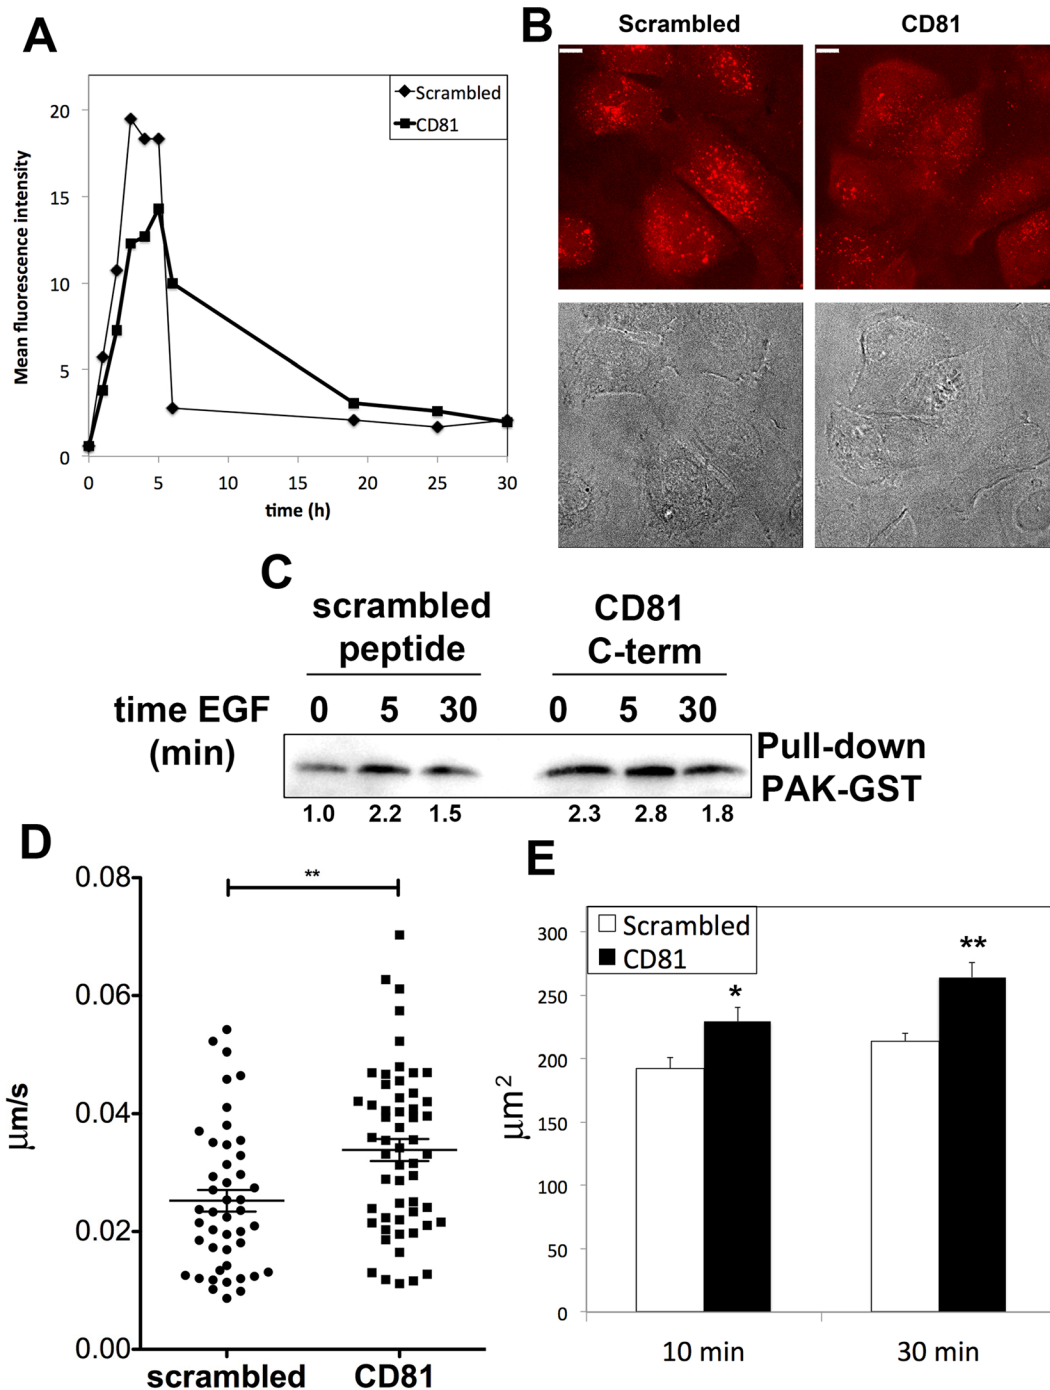 A
Mean fluorescence intensity
20
15
10
5
0
0 5 10 15 20 25 30
time (h)
Scrambled
CD81
B
Scrambled CD81
C
scrambled peptide
CD81 C-term
time EGF (min)
0 5 30 0 5 30
Pull-down PAK-GST
1.0 2.2 1.5 2.3 2.8 1.8
D
μm/s
0.08
0.06
0.04
0.02
0.00
**
scrambled CD81
E
μm²
Scrambled
CD81
300
250
200
150
100
50
0
*
**
10 min 30 min